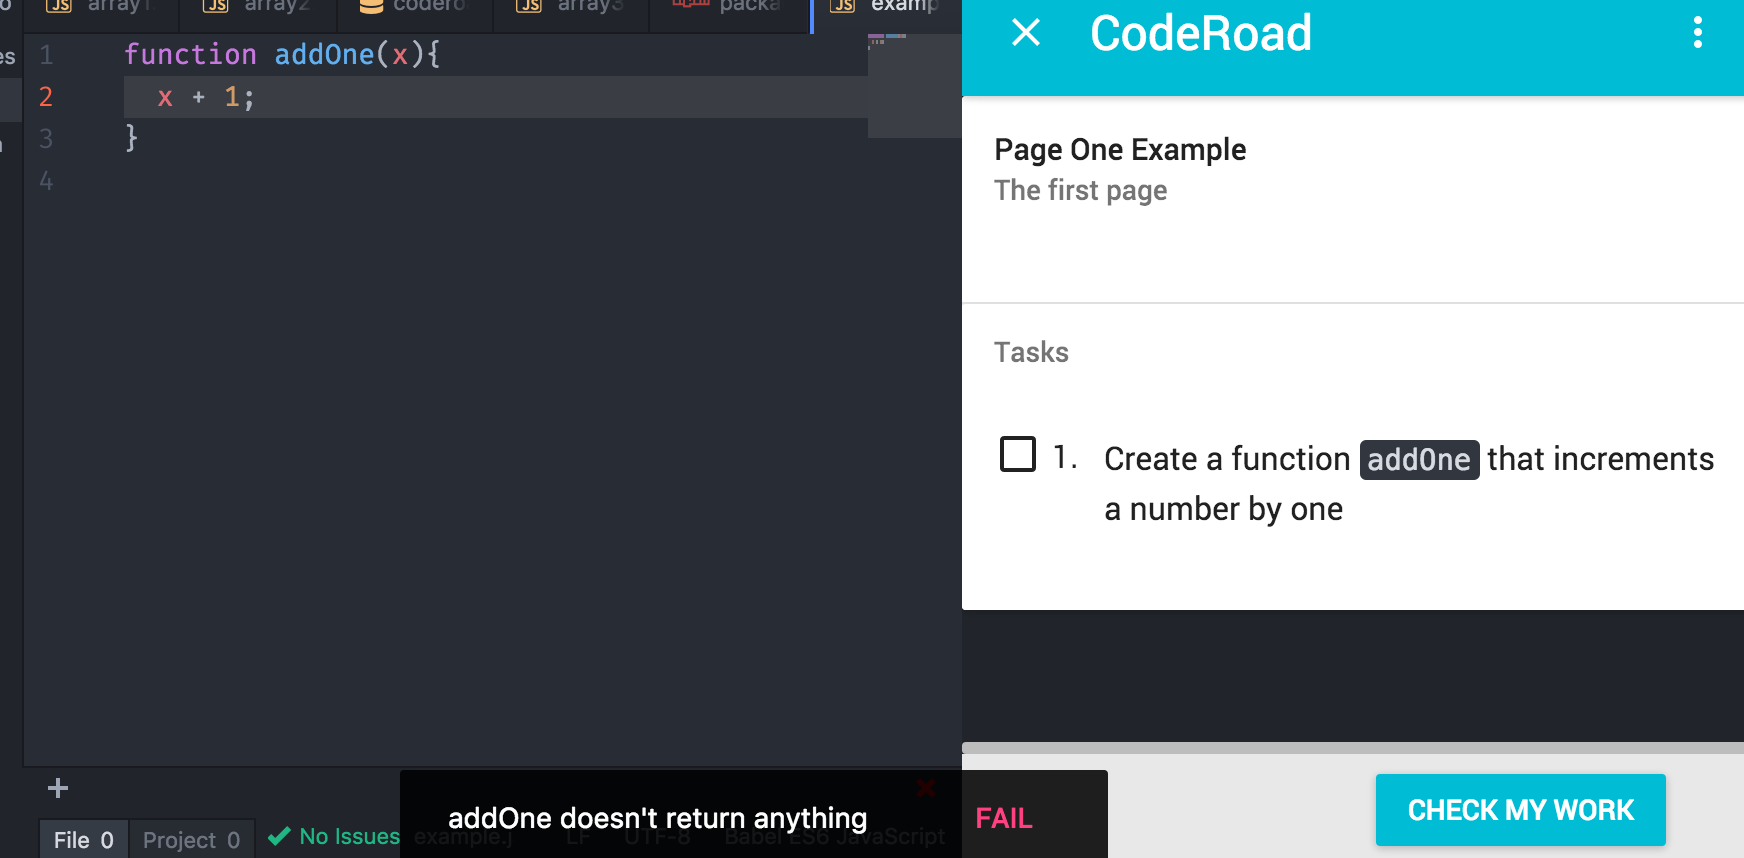 array1
array2
codero
array3
packa
examp
1 function addOne(x){
2 x + 1;
3 }
4
CodeRoad
Page One Example
The first page
Tasks
1. Create a function addOne that increments
a number by one
addOne doesn't return anything FAIL
CHECK MY WORK
File 0 Project 0 No Issues example.j LF UTF-8 Babel ES6 JavaScript